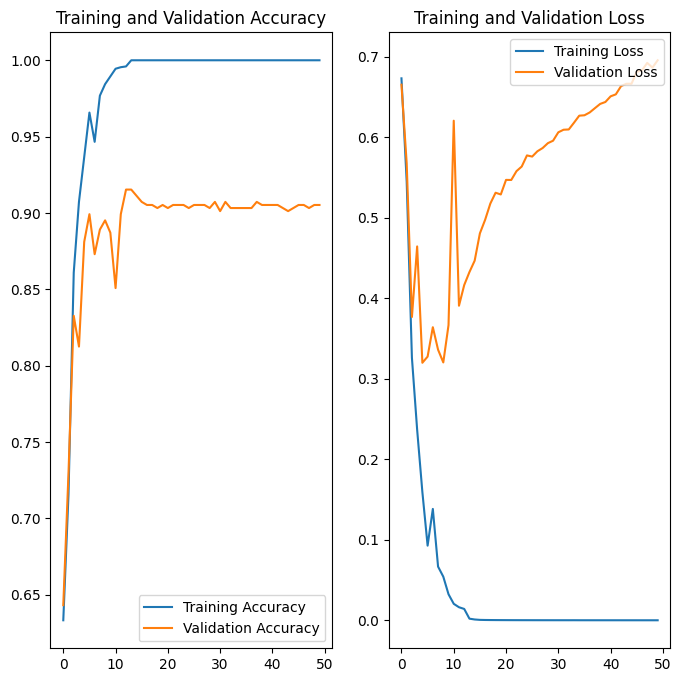 Training and Validation Accuracy
1.00
0.95
0.90
0.85
0.80
0.75
0.70
0.65
0 10 20 30 40 50
Training Accuracy
Validation Accuracy
Training and Validation Loss
0.7
0.6
0.5
0.4
0.3
0.2
0.1
0.0
0 10 20 30 40 50
Training Loss
Validation Loss